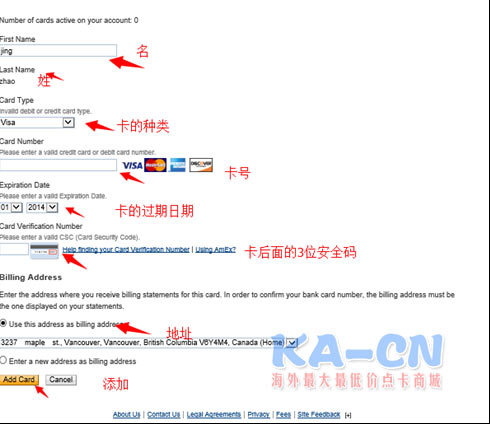 Number of cards active on your account: 0
First Name
jing
名
Last Name
zhao
姓
Card Type
Invalid debit or credit card type.
Visa
卡的种类
Card Number
Please enter a valid credit card or debit card number.
VISA MasterCard DISCOVER
卡号
Expiration Date
Please enter a valid Expiration Date.
01 2014
卡的过期日期
Card Verification Number
Please enter a valid CSC (Card Security Code).
Help finding your Card Verification Number | Using AmEx?
卡后面的3位安全码
Billing Address
Enter the address where you receive billing statements for this card. In order to confirm your bank card number, the billing address must
be the one displayed on your statements.
Use this address as billing address
地址
3237 maple st., Vancouver, Vancouver, British Columbia V6Y4M4, Canada (Home)
Enter a new address as billing address
KA-CN
海外最大最低价点卡商城
Add Card Cancel
添加
About Us | Contact Us | Legal Agreements | Privacy | Fees | Site Feedback [+]